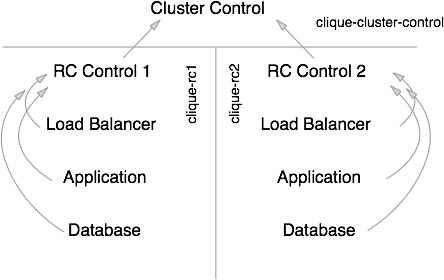 Cluster Control
clique-cluster-control
RC Control 1
clique-rc1
clique-rc2
RC Control 2
Load Balancer
Load Balancer
Application
Application
Database
Database